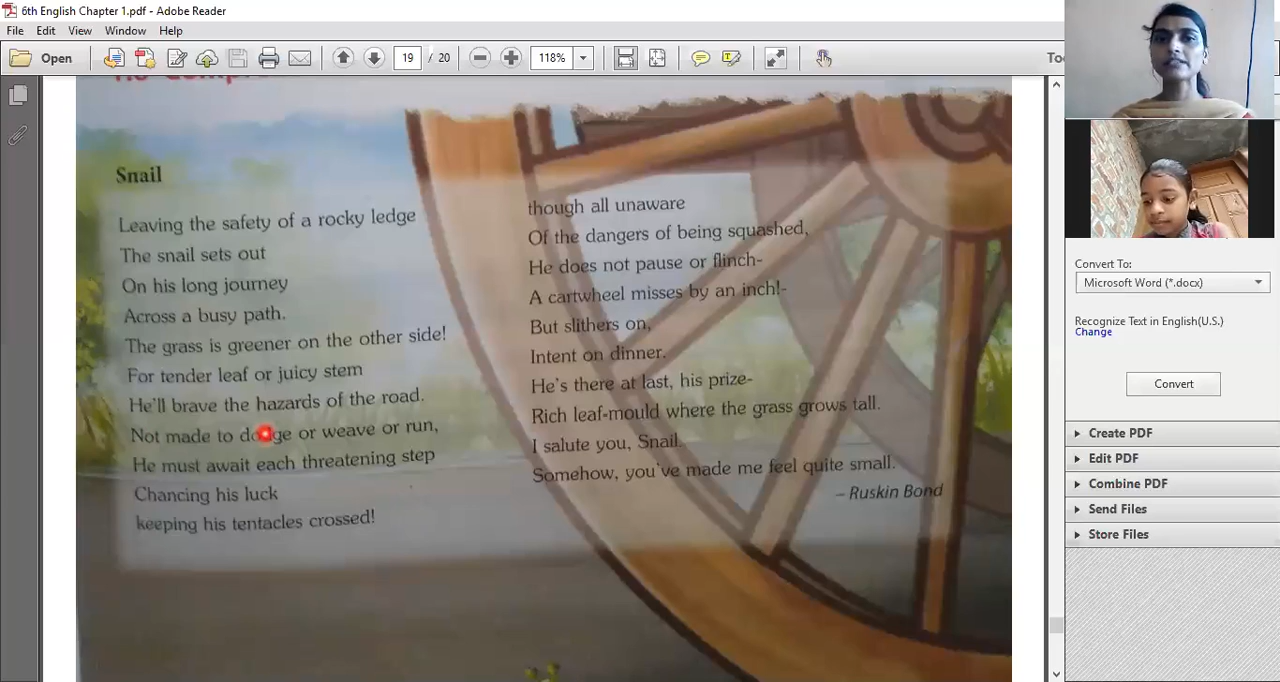 6th English Chapter 1.pdf - Adobe Reader
File Edit View Window Help
Open 19 / 20 118%
Snail
Leaving the safety of a rocky ledge
The snail sets out
On his long journey
Across a busy path.
The grass is greener on the other side!
For tender leaf or juicy stem
He'll brave the hazards of the road.
Not made to dodge or weave or run,
He must await each threatening step
Chancing his luck
keeping his tentacles crossed!
though all unaware
Of the dangers of being squashed,
He does not pause or flinch-
A cartwheel misses by an inch!-
But slithers on,
Intent on dinner.
He's there at last, his prize-
Rich leaf-mould where the grass grows tall.
I salute you, Snail.
Somehow, you've made me feel quite small.
– Ruskin Bond
Convert To:
Microsoft Word (*.docx)
Recognize Text in English(U.S.)
Change
Convert
Create PDF
Edit PDF
Combine PDF
Send Files
Store Files